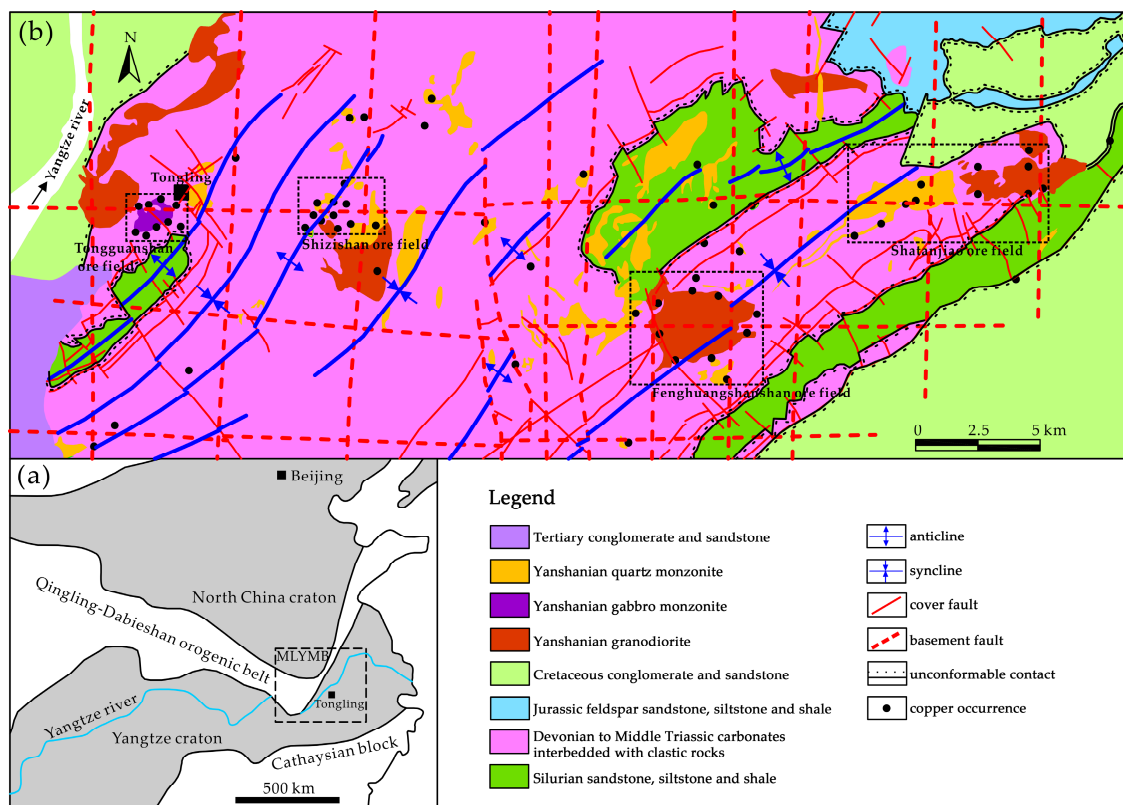 (b)
N
Yangtze river
Tongling
Tongguanshan
ore field
Shizishan ore field
Shatanjiao ore field
Fenghuangshanshan ore field
0 2.5 5 km
(a)
Beijing
North China craton
Qingling-Dabieshan orogenic belt
MLYMB
Tongling
Yangtze river
Yangtze craton
Cathaysian block
500 km
Legend
Tertiary conglomerate and sandstone
Yanshanian quartz monzonite
Yanshanian gabbro monzonite
Yanshanian granodiorite
Cretaceous conglomerate and sandstone
Jurassic feldspar sandstone, siltstone and shale
Devonian to Middle Triassic carbonates
interbedded with clastic rocks
Silurian sandstone, siltstone and shale
anticline
syncline
cover fault
basement fault
unconformable contact
copper occurrence